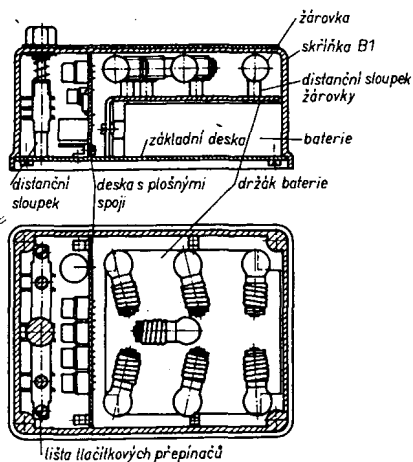 žárovka
skříňka B1
distanční sloupek
žárovky
základní deska
baterie
distanční
sloupek
deska s plošnými
spoji
držák baterie
lišta tlačítkových přepínačů